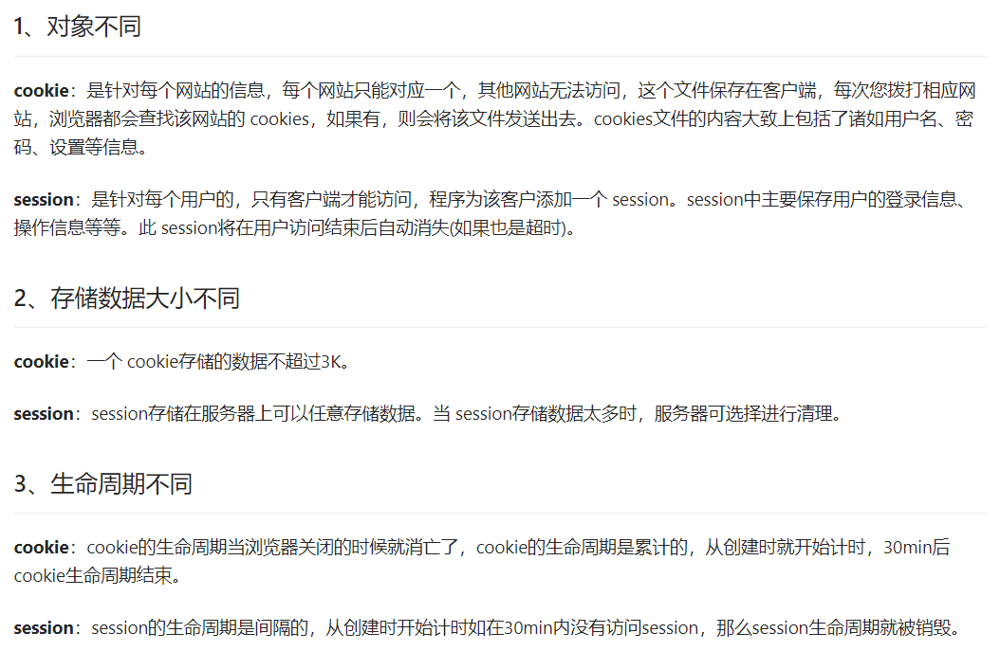 1、对象不同
cookie：是针对每个网站的信息，每个网站只能对应一个，其他网站无法访问，这个文件保存在客户端，每次您拨打相应网
站，浏览器都会查找该网站的 cookies，如果有，则会将该文件发送出去。cookies文件的内容大致上包括了诸如用户名、密
码、设置等信息。
session：是针对每个用户的，只有客户端才能访问，程序为该客户添加一个 session。session中主要保存用户的登录信息、
操作信息等等。此 session将在用户访问结束后自动消失(如果也是超时)。
2、存储数据大小不同
cookie：一个 cookie存储的数据不超过3K。
session：session存储在服务器上可以任意存储数据。当 session存储数据太多时，服务器可选择进行清理。
3、生命周期不同
cookie：cookie的生命周期当浏览器关闭的时候就消亡了，cookie的生命周期是累计的，从创建时就开始计时，30min后
cookie生命周期结束。
session：session的生命周期是间隔的，从创建时开始计时如在30min内没有访问session，那么session生命周期就被销毁。